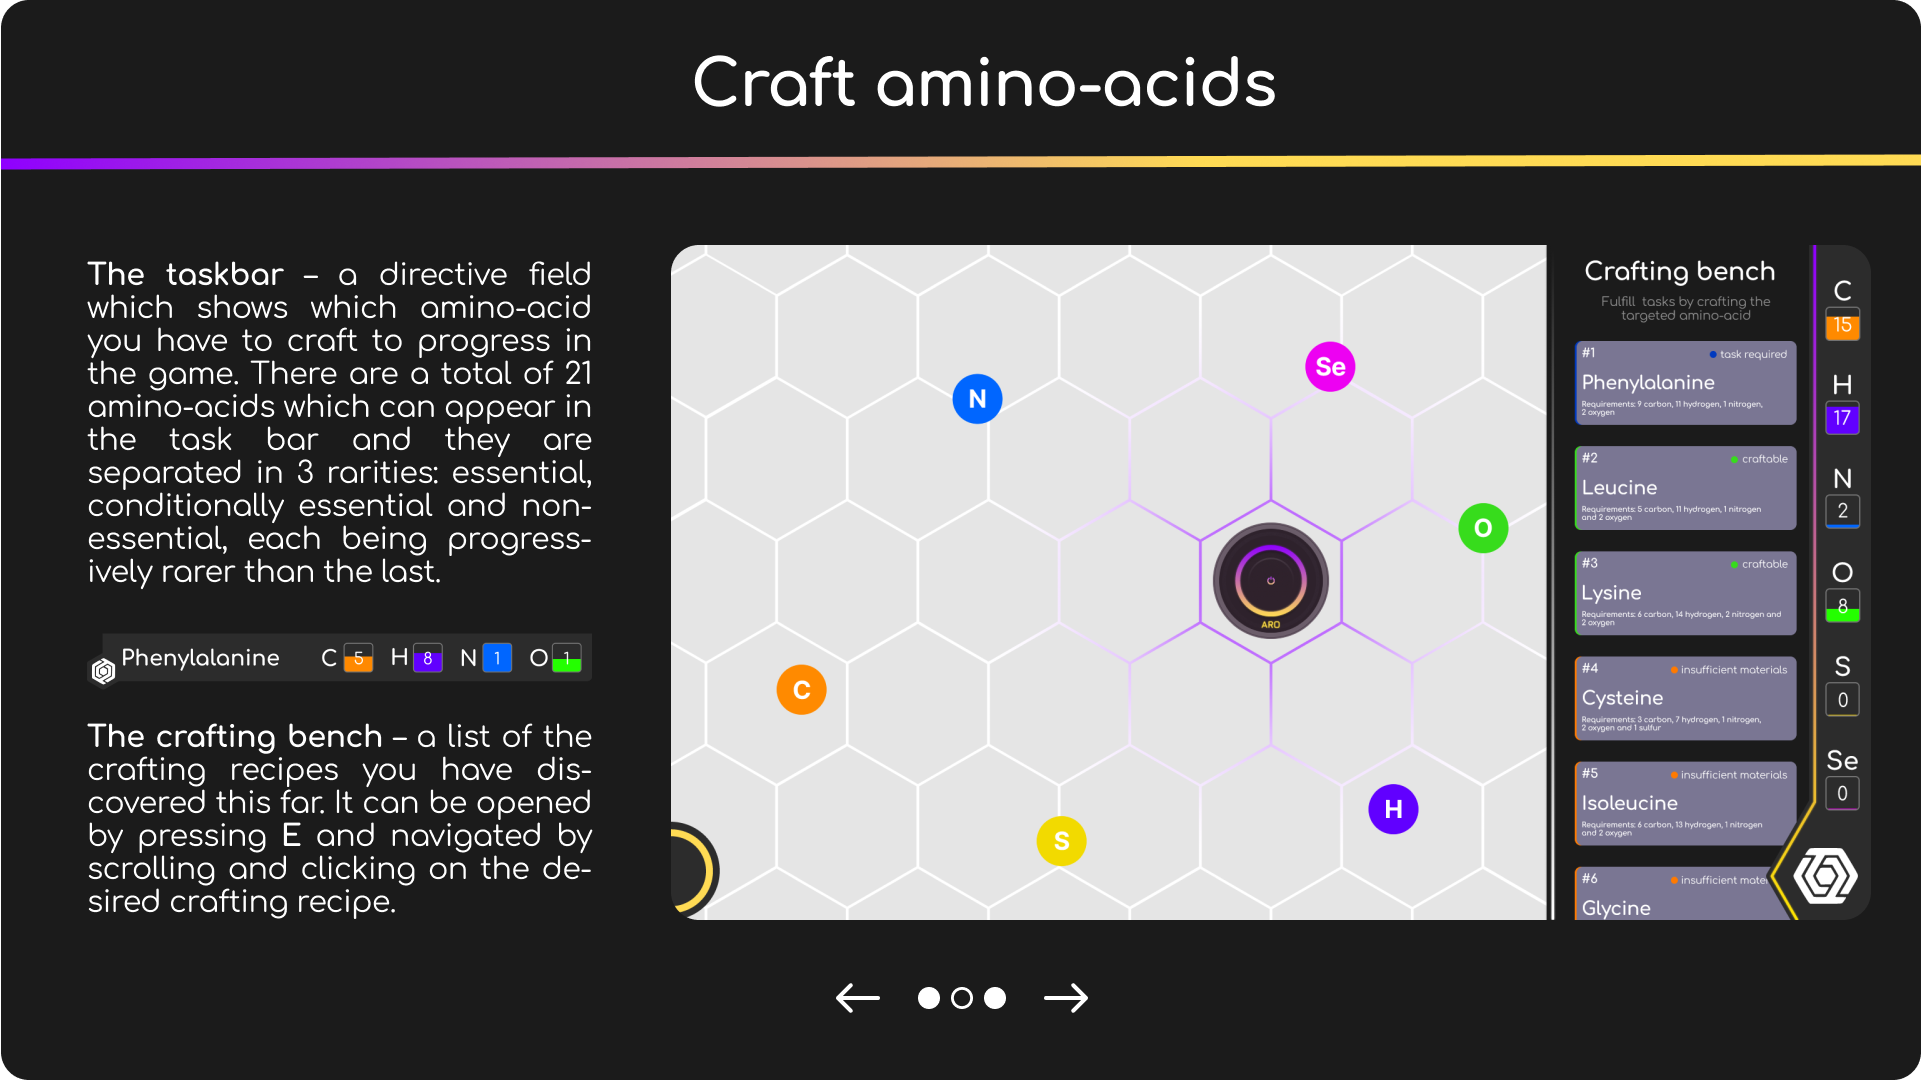 Craft amino-acids
The taskbar – a directive field
which shows which amino-acid
you have to craft to progress in
the game. There are a total of 21
amino-acids which can appear in
the task bar and they are
separated in 3 rarities: essential,
conditionally essential and non-
essential, each being progress-
ively rarer than the last.
Phenylalanine C 5 H 8 N 1 O 1
The crafting bench – a list of the
crafting recipes you have dis-
covered this far. It can be opened
by pressing E and navigated by
scrolling and clicking on the de-
sired crafting recipe.
N
Se
O
ARO
C
H
S
Crafting bench
Fulfill tasks by crafting the
targeted amino-acid
#1 task required
Phenylalanine
Requirements: 9 carbon, 11 hydrogen, 1 nitrogen,
2 oxygen
#2 craftable
Leucine
Requirements: 5 carbon, 11 hydrogen, 1 nitrogen
and 2 oxygen
#3 craftable
Lysine
Requirements: 6 carbon, 14 hydrogen, 2 nitrogen and
2 oxygen
#4 insufficient materials
Cysteine
Requirements: 3 carbon, 7 hydrogen, 1 nitrogen,
2 oxygen and 1 sulfur
#5 insufficient materials
Isoleucine
Requirements: 6 carbon, 13 hydrogen, 1 nitrogen
and 2 oxygen
#6 insufficient mate
Glycine
C
15
H
17
N
2
O
8
S
0
Se
0